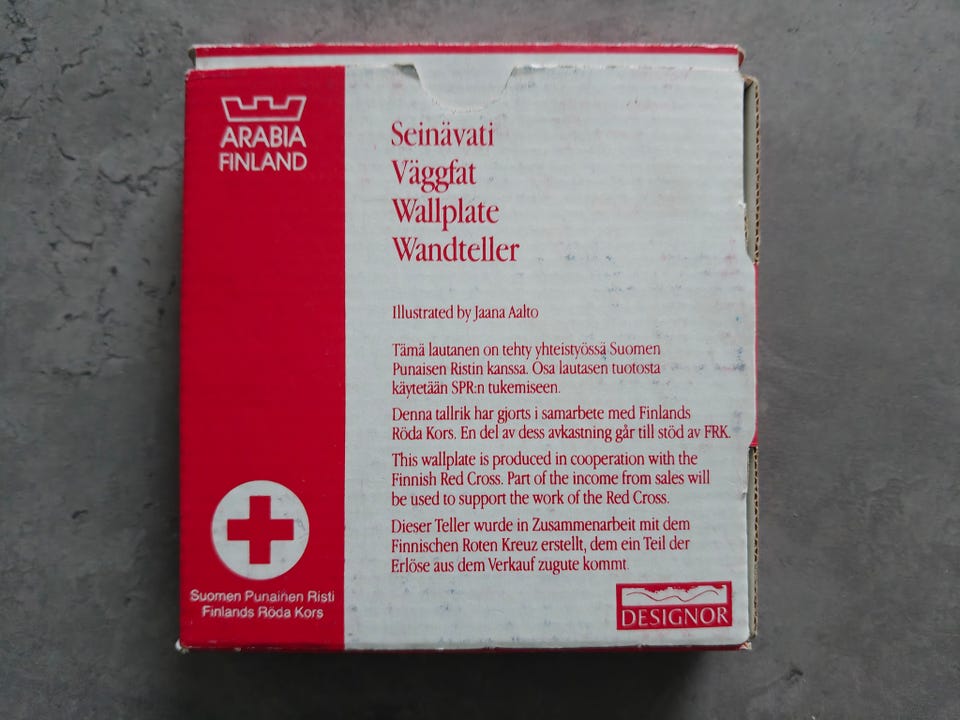 ARABIA
FINLAND
Seinävati
Väggfat
Wallplate
Wandteller
Illustrated by Jaana Aalto
Tämä lautanen on tehty yhteistyössä Suomen
Punaisen Ristin kanssa. Osa lautasen tuotosta
käytetään SPR:n tukemiseen.
Denna tallrik har gjorts i samarbete med Finlands
Röda Kors. En del av dess avkastning går till stöd av FRK.
This wallplate is produced in cooperation with the
Finnish Red Cross. Part of the income from sales will
be used to support the work of the Red Cross.
Dieser Teller wurde in Zusammenarbeit mit dem
Finnischen Roten Kreuz erstellt, dem ein Teil der
Erlöse aus dem Verkauf zugute kommt.
Suomen Punainen Risti
Finlands Röda Kors
DESIGNOR